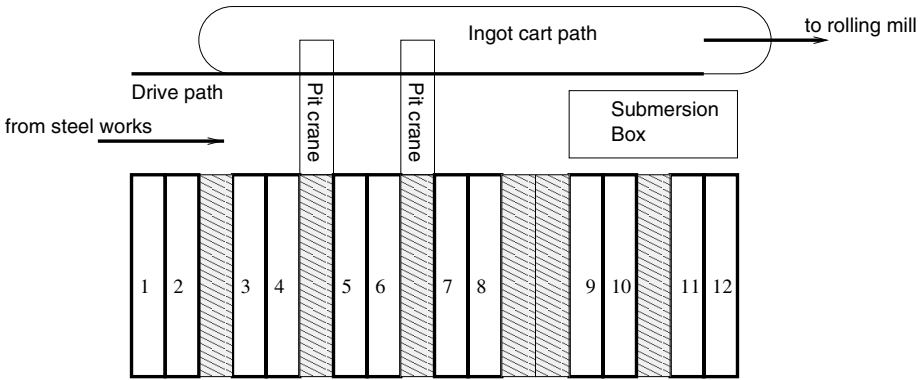 Ingot cart path
to rolling mill
Drive path
Pit crane
Pit crane
Submersion
Box
from steel works
1 2 3 4 5 6 7 8 9 10 11 12